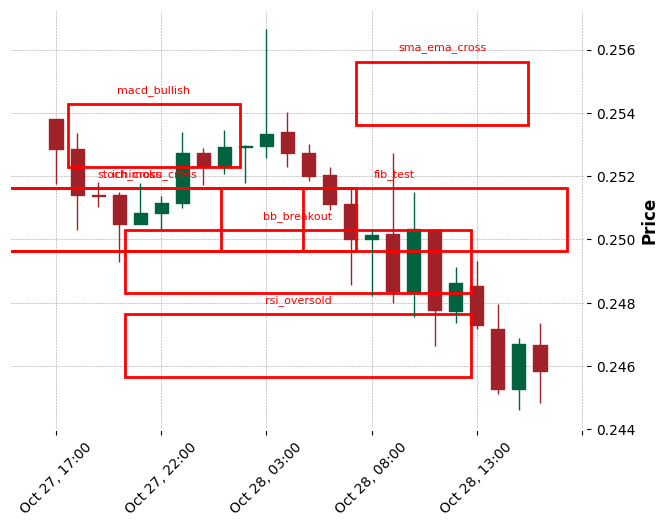 sma_ema_cross
macd_bullish
stoch_cross
ichimoku
fib_test
bb_breakout
rsi_oversold
0.256
0.254
0.252
0.250
0.248
0.246
0.244
Price
Oct 27, 17:00
Oct 27, 22:00
Oct 28, 03:00
Oct 28, 08:00
Oct 28, 13:00